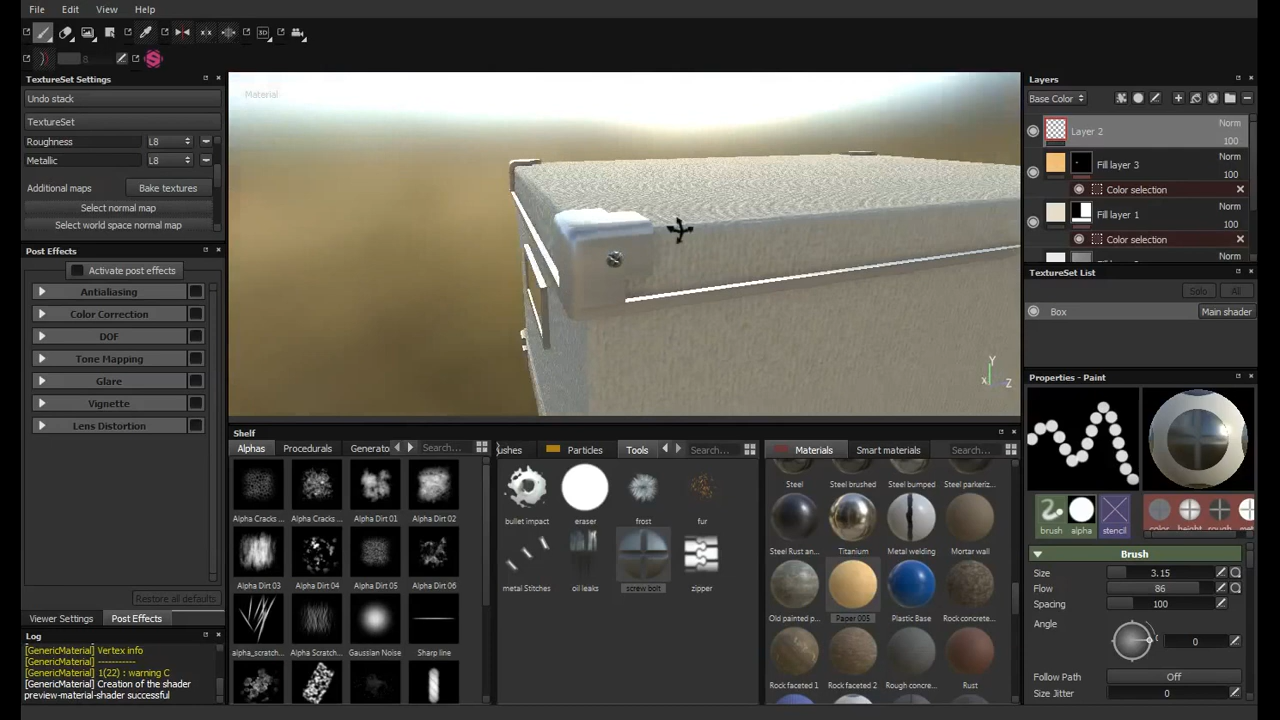 File Edit View Help
8
TextureSet Settings
Undo stack
TextureSet
Roughness L8
Metallic L8
Additional maps Bake textures
Select normal map
Select world space normal map
Post Effects
Activate post effects
Antialiasing
Color Correction
DOF
Tone Mapping
Glare
Vignette
Lens Distortion
Restore all defaults
Viewer Settings Post Effects
Log
[GenericMaterial] Vertex info
[GenericMaterial] -----------
[GenericMaterial] 1(22) : warning C
[GenericMaterial] Creation of the shader
preview-material-shader successful
Material
Y
X Z
Shelf
Alphas Procedurals Generato Search...
Alpha Cracks ... Alpha Cracks ... Alpha Dirt 01 Alpha Dirt 02
Alpha Dirt 03 Alpha Dirt 04 Alpha Dirt 05 Alpha Dirt 06
alpha_scratch... Alpha Scratch... Gaussian Noise Sharp line
ushes Particles Tools Search...
bullet impact eraser frost fur
metal Stitches oil leaks screw bolt zipper
Materials Smart materials Search...
Steel Steel brushed Steel bumped Steel parkeriz...
Steel Rust an... Titanium Metal welding Mortar wall
Old painted p... Paper 005 Plastic Base Rock concrete...
Rock faceted 1 Rock faceted 2 Rough concre... Rust
Layers
Base Color
Layer 2 Norm
100
Fill layer 3 Norm
100
Color selection
Fill layer 1 Norm
100
Color selection
Norm
TextureSet List
Solo All
Box Main shader
Properties - Paint
brush alpha stencil color height rough met
Brush
Size 3.15
Flow 86
Spacing 100
Angle 0
Follow Path Off
Size Jitter 0